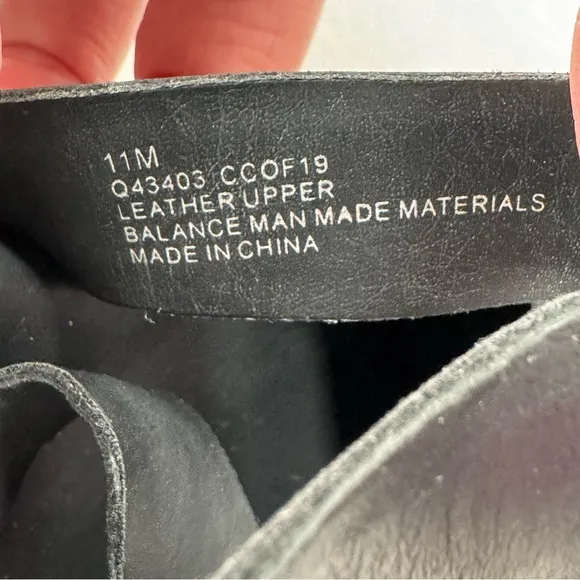 11M
Q43403 CCOF19
LEATHER UPPER
BALANCE MAN MADE MATERIALS
MADE IN CHINA